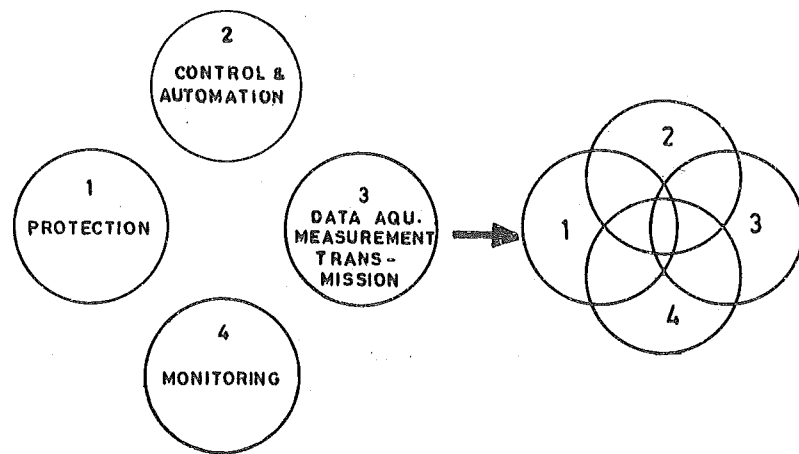 2
CONTROL &
AUTOMATION
1
PROTECTION
3
DATA AQU.
MEASUREMENT
TRANS-
MISSION
4
MONITORING
2
1
3
4